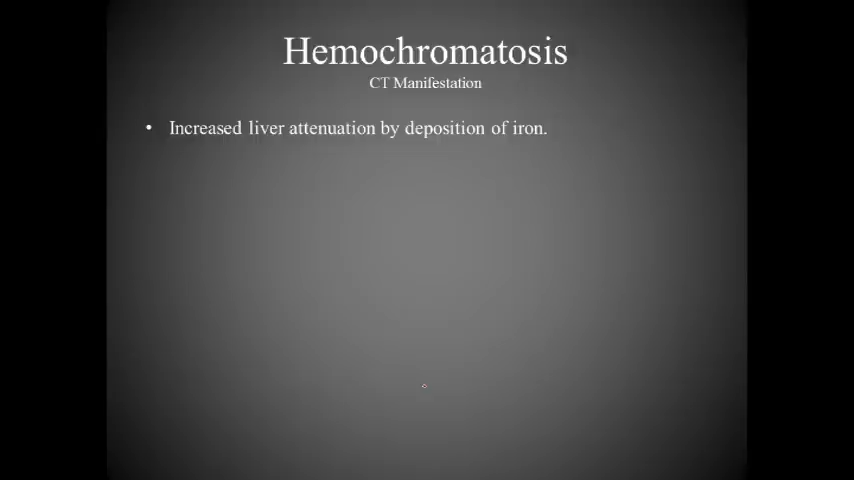 Hemochromatosis
CT Manifestation
• Increased liver attenuation by deposition of iron.